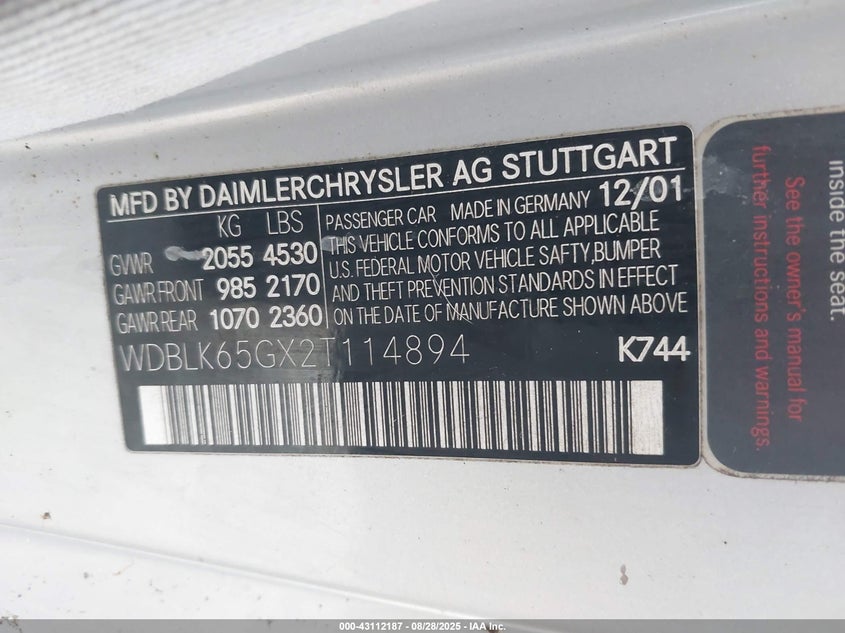 MFD BY DAIMLERCHRYSLER AG STUTTGART
KG LBS
GVWR 2055 4530
GAWR FRONT 985 2170
GAWR REAR 1070 2360
PASSENGER CAR MADE IN GERMANY 12/01
THIS VEHICLE CONFORMS TO ALL APPLICABLE
U.S. FEDERAL MOTOR VEHICLE SAFTY,BUMPER
AND THEFT PREVENTION STANDARDS IN EFFECT
ON THE DATE OF MANUFACTURE SHOWN ABOVE
WDBLK65GX2T114894 K744
inside the seat.
See the owner's manual for
further instructions and warnings.
000-43112187 - 08/28/2025 - IAA Inc.